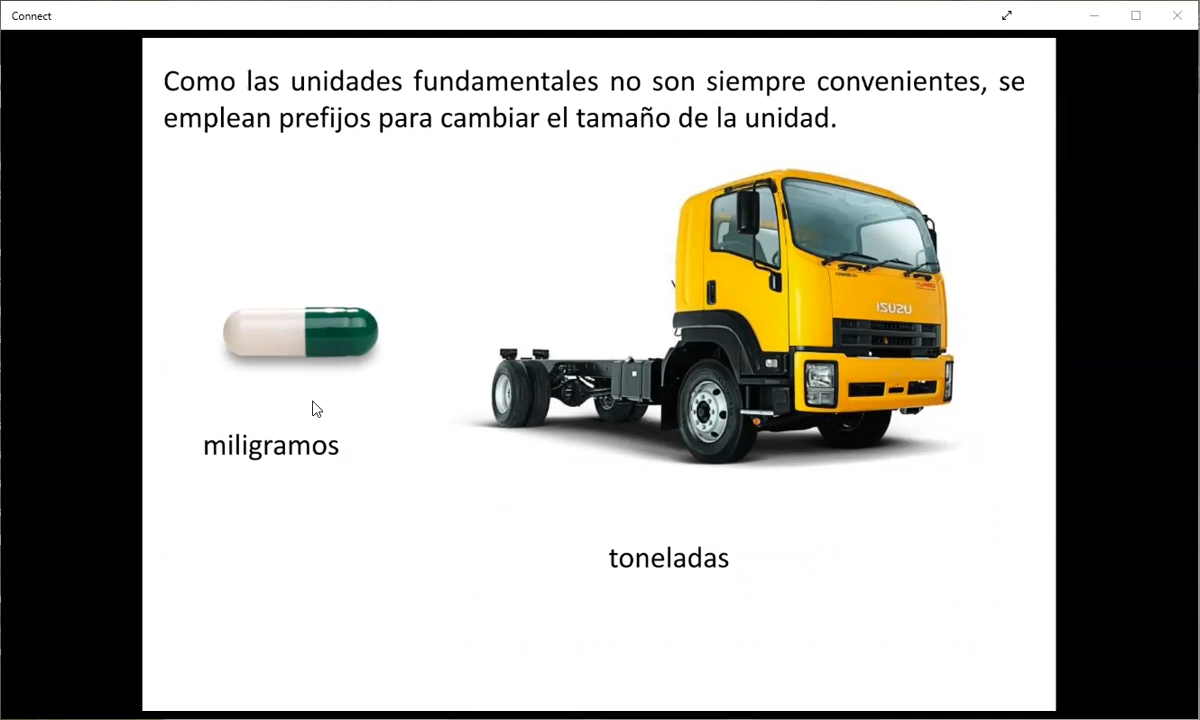 Connect
Como las unidades fundamentales no son siempre convenientes, se
emplean prefijos para cambiar el tamaño de la unidad.
ISUZU
miligramos
toneladas